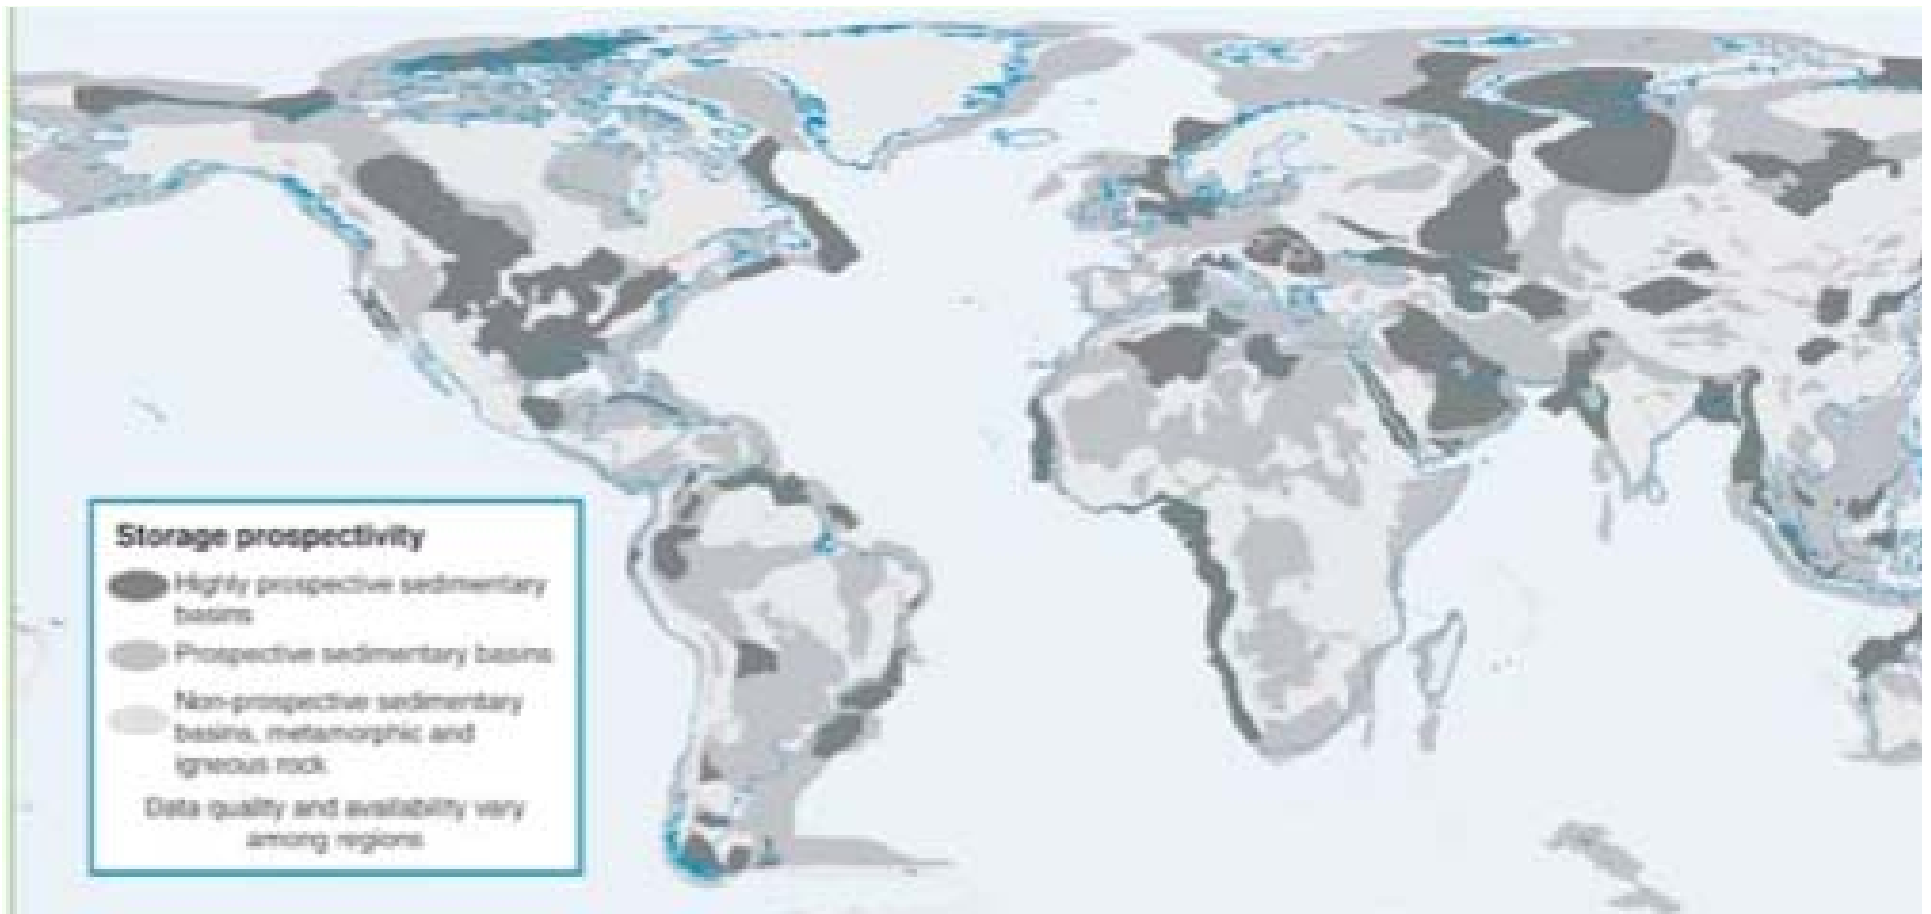 Storage prospectivity
Highly prospective sedimentary
basins
Prospective sedimentary basins
Non-prospective sedimentary
basins, metamorphic and
igneous rock
Data quality and availability vary
among regions